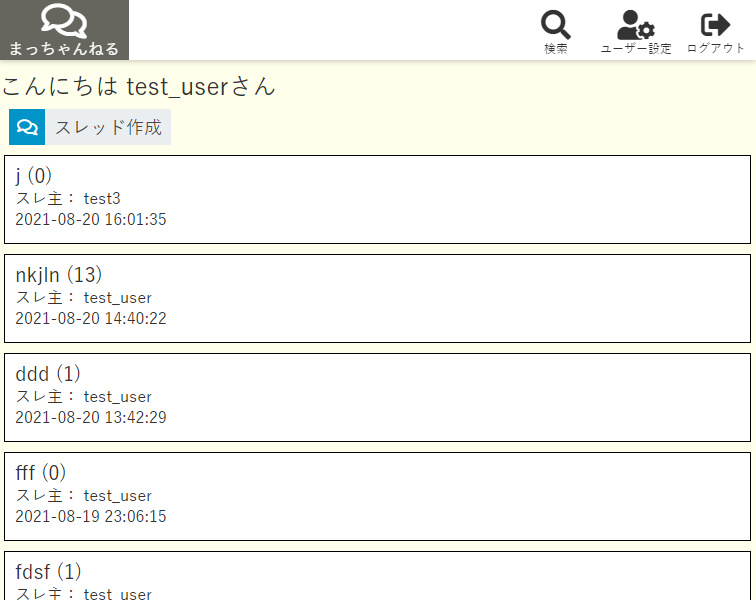 まっちゃんねる
検索
ユーザー設定
ログアウト
こんにちは test_userさん
スレッド作成
j (0)
スレ主： test3
2021-08-20 16:01:35
nkjln (13)
スレ主： test_user
2021-08-20 14:40:22
ddd (1)
スレ主： test_user
2021-08-20 13:42:29
fff (0)
スレ主： test_user
2021-08-19 23:06:15
fdsf (1)
スレ主： test_user